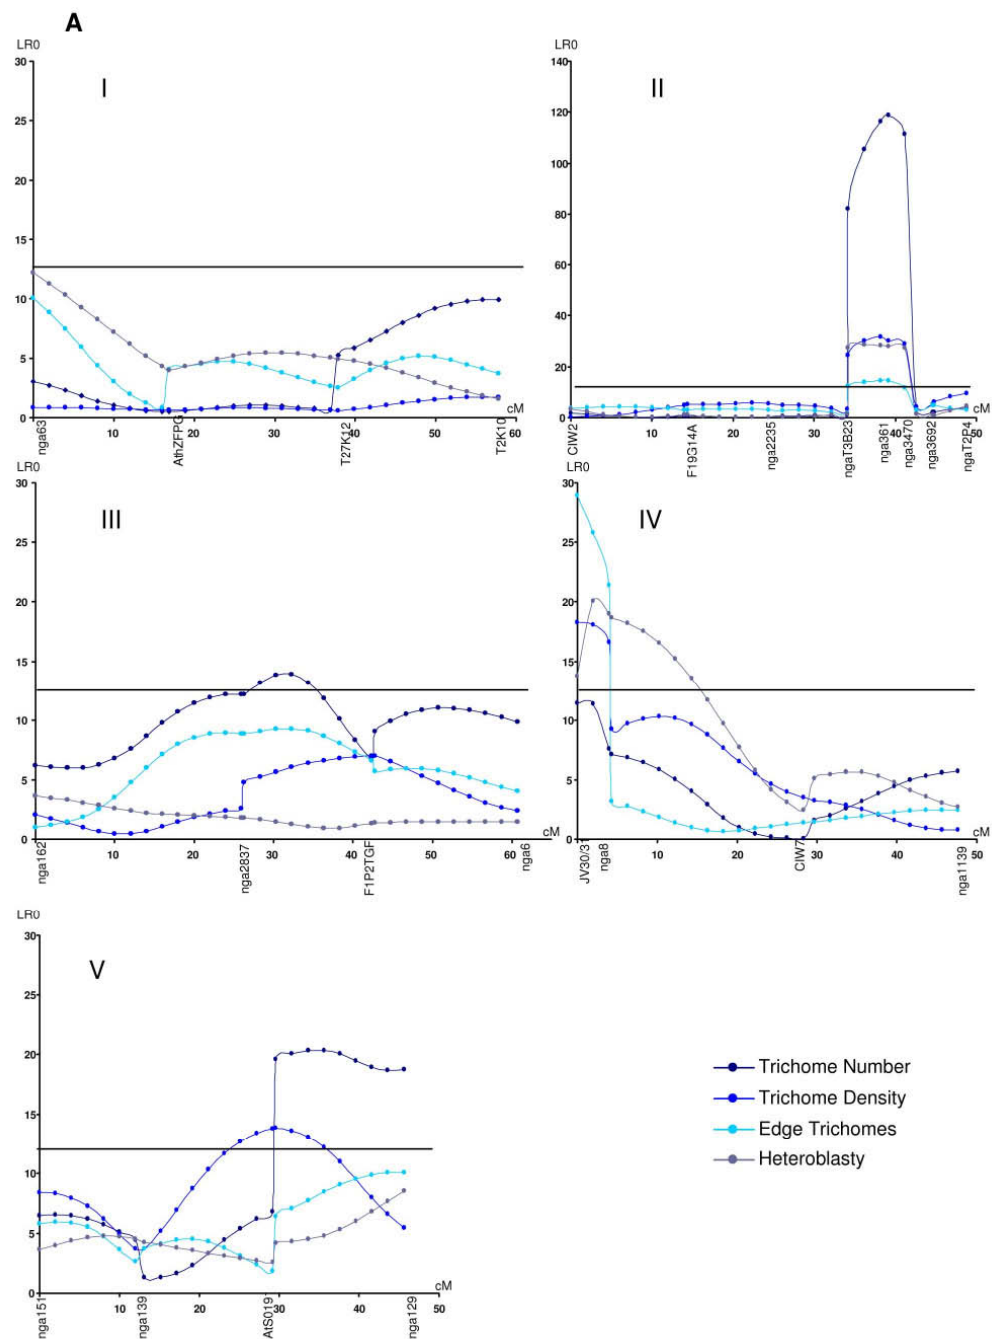 A
LR0
I
30
25
20
15
10
5
0
10
20
30
40
50
60
cM
nga63
AthZFPG
T27K12
T2K10
LR0
II
140
120
100
80
60
40
20
0
10
20
30
40
50
cM
CIW2
F19G14A
nga2235
ngaT3B23
nga361
nga3470
nga3692
ngaT2P4
LR0
III
30
25
20
15
10
5
0
10
20
30
40
50
60
cM
nga162
nga2837
F1P2TGF
nga6
LR0
IV
30
25
20
15
10
5
0
10
20
30
40
50
cM
JV30/31
nga8
CIW7
nga1139
LR0
V
30
25
20
15
10
5
0
10
20
30
40
50
cM
nga151
nga139
AtS019
nga129
Trichome Number
Trichome Density
Edge Trichomes
Heteroblasty